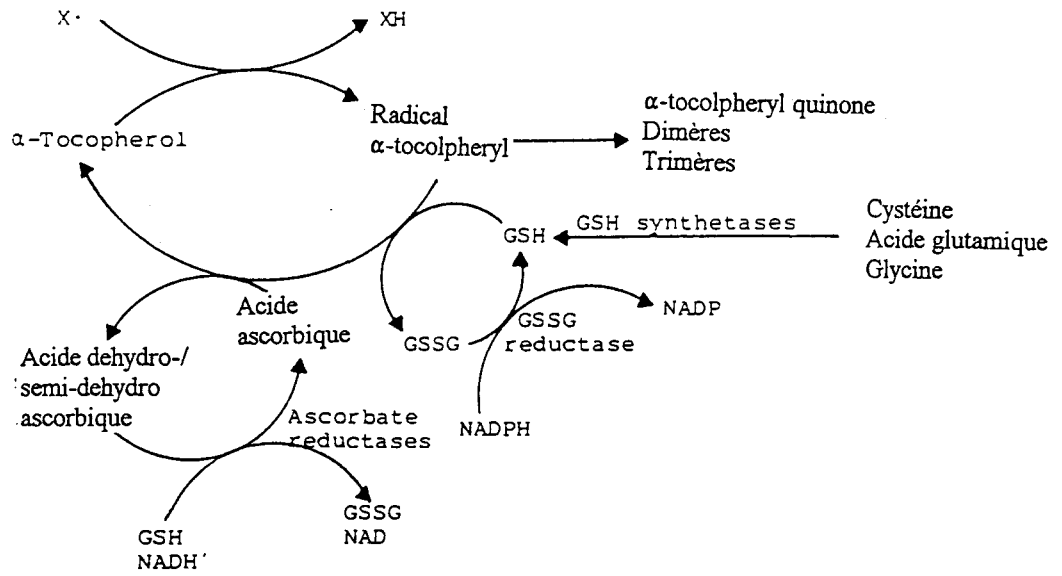 X·
XH
α-Tocopherol
Radical
α-tocolpheryl
α-tocolpheryl quinone
Dimères
Trimères
GSH
GSH synthetases
Cystéine
Acide glutamique
Glycine
Acide
ascorbique
GSSG
GSSG
reductase
NADP
NADPH
Acide dehydro-/
semi-dehydro
ascorbique
Ascorbate
reductases
GSH
NADH
GSSG
NAD